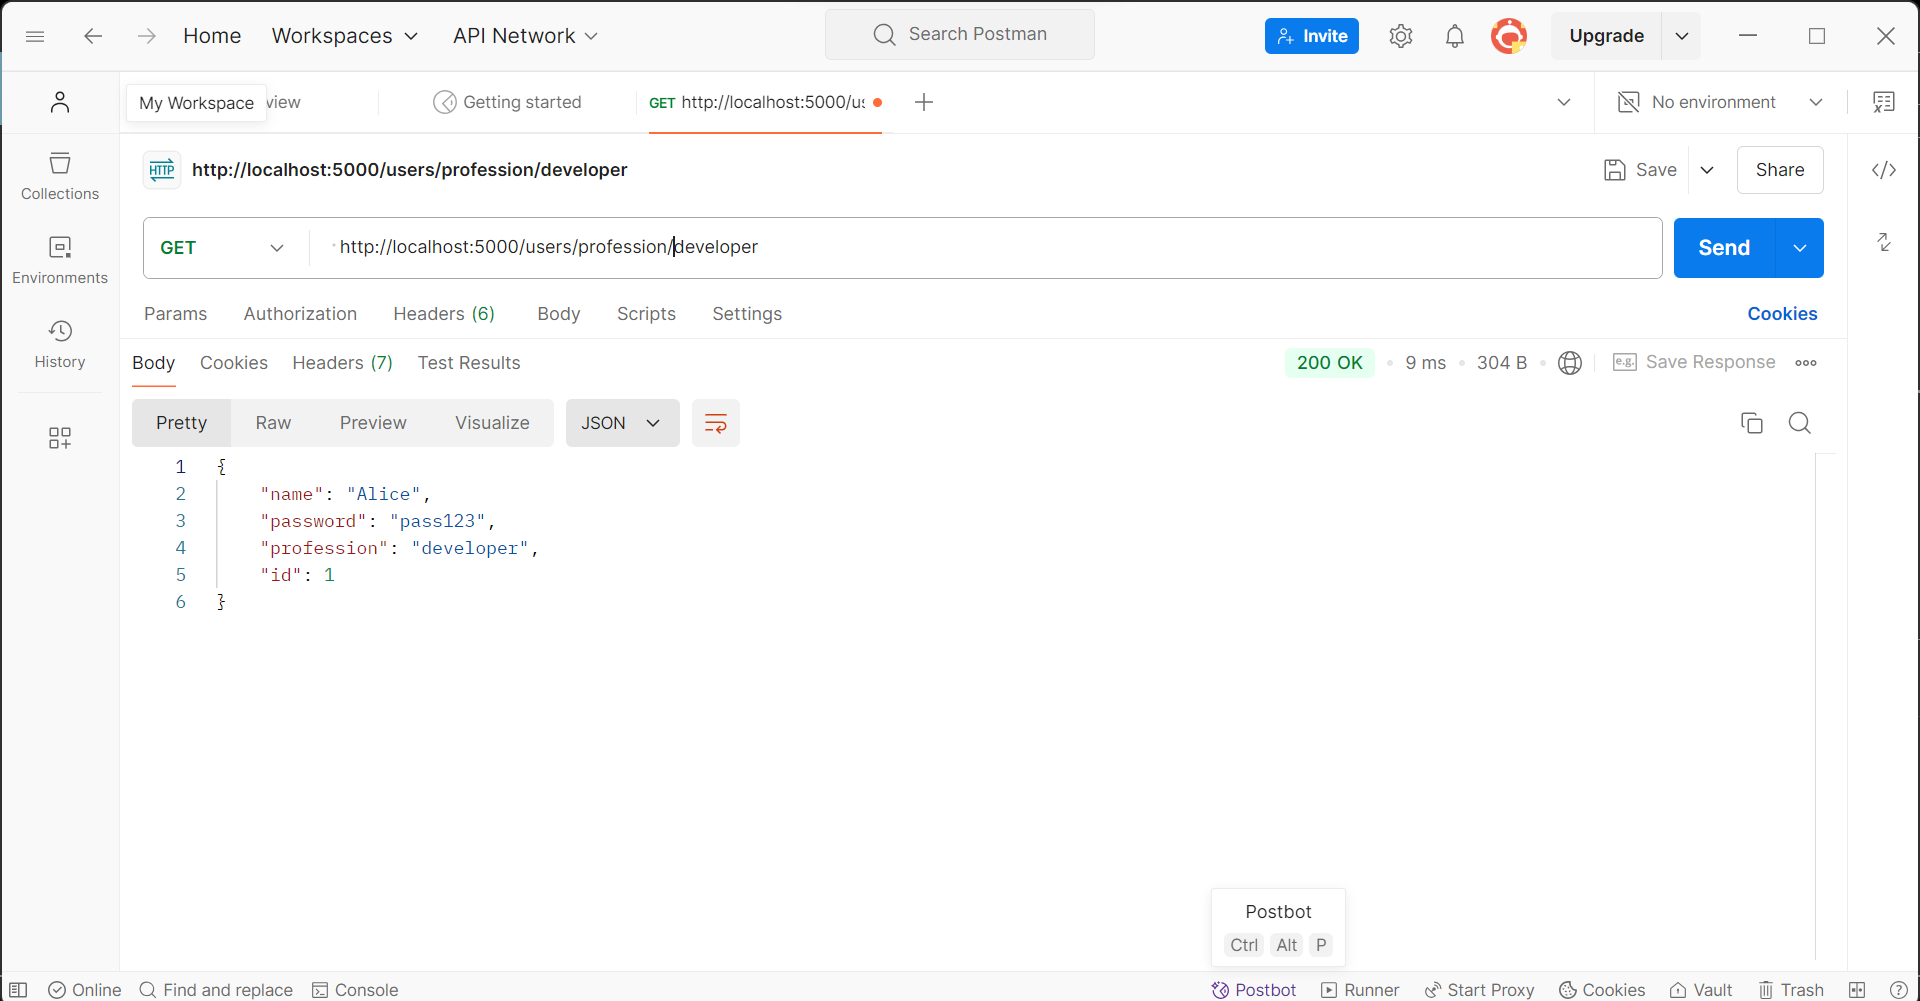 Home Workspaces API Network Search Postman Invite Upgrade
My Workspace view Getting started GET http://localhost:5000/us No environment
HTTP http://localhost:5000/users/profession/developer Save Share
GET http://localhost:5000/users/profession/developer Send
Collections
Environments
History
Params Authorization Headers (6) Body Scripts Settings Cookies
Body Cookies Headers (7) Test Results 200 OK 9 ms 304 B e.g. Save Response
Pretty Raw Preview Visualize JSON
1 {
2 "name": "Alice",
3 "password": "pass123",
4 "profession": "developer",
5 "id": 1
6 }
Postbot
Ctrl Alt P
Online Find and replace Console Postbot Runner Start Proxy Cookies Vault Trash